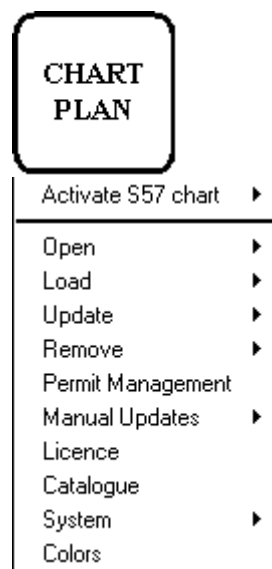 CHART
PLAN
Activate S57 chart
Open
Load
Update
Remove
Permit Management
Manual Updates
Licence
Catalogue
System
Colors